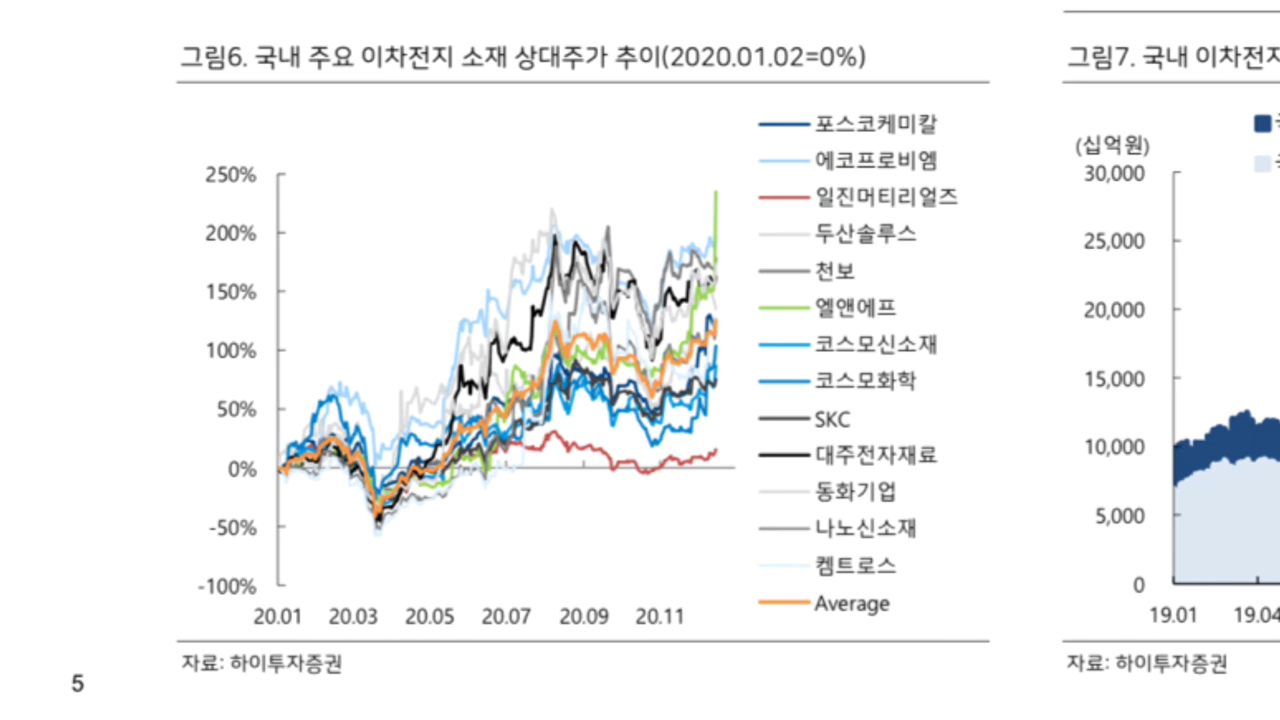 그림6. 국내 주요 이차전지 소재 상대주가 추이(2020.01.02=0%)
포스코케미칼
에코프로비엠
일진머티리얼즈
두산솔루스
천보
엘앤에프
코스모신소재
코스모화학
SKC
대주전자재료
동화기업
나노신소재
켐트로스
Average
250%
200%
150%
100%
50%
0%
-50%
-100%
20.01 20.03 20.05 20.07 20.09 20.11
자료: 하이투자증권
그림7. 국내 이차전지
(십억원)
30,000
25,000
20,000
15,000
10,000
5,000
0
19.01 19.04
자료: 하이투자증권
5